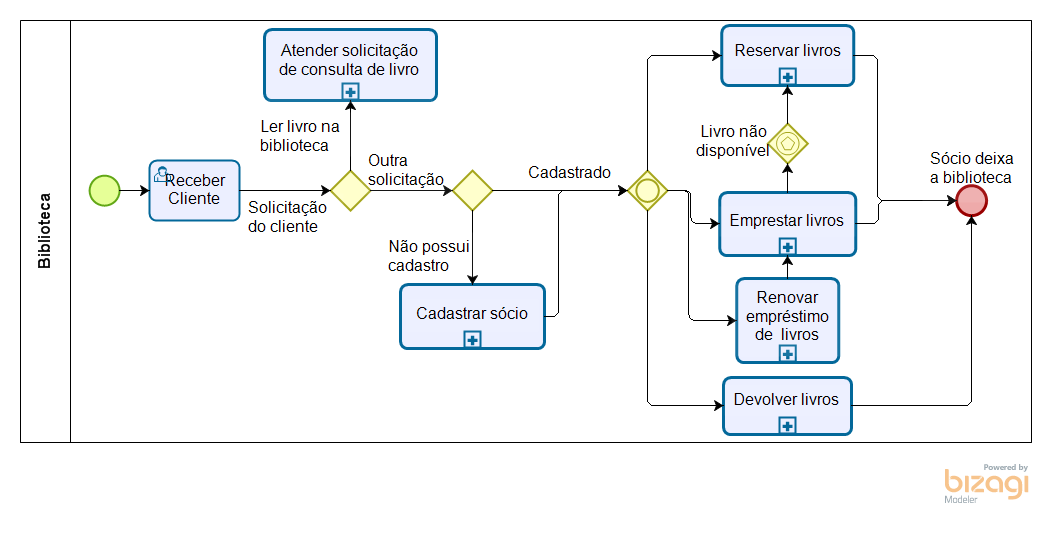 Biblioteca
Receber
Cliente
Solicitação
do cliente
Ler livro na
biblioteca
Atender solicitação
de consulta de livro
Outra
solicitação
Não possui
cadastro
Cadastrar sócio
Cadastrado
Reservar livros
Livro não
disponível
Emprestar livros
Renovar
empréstimo
de livros
Devolver livros
Sócio deixa
a biblioteca
Powered by
bizagi
Modeler